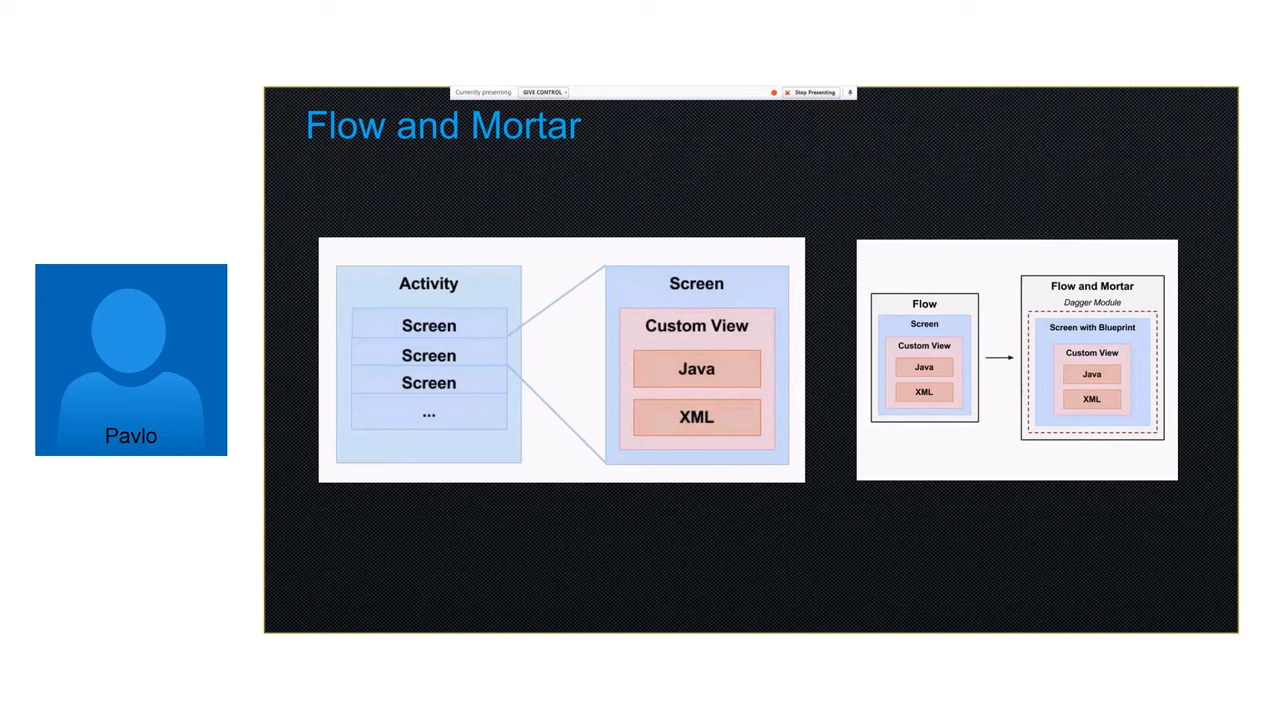 Currently presenting GIVE CONTROL Stop Presenting
Flow and Mortar
Activity
Screen
Screen
Screen
...
Screen
Custom View
Java
XML
Flow
Screen
Custom View
Java
XML
Flow and Mortar
Dagger Module
Screen with Blueprint
Custom View
Java
XML
Pavlo